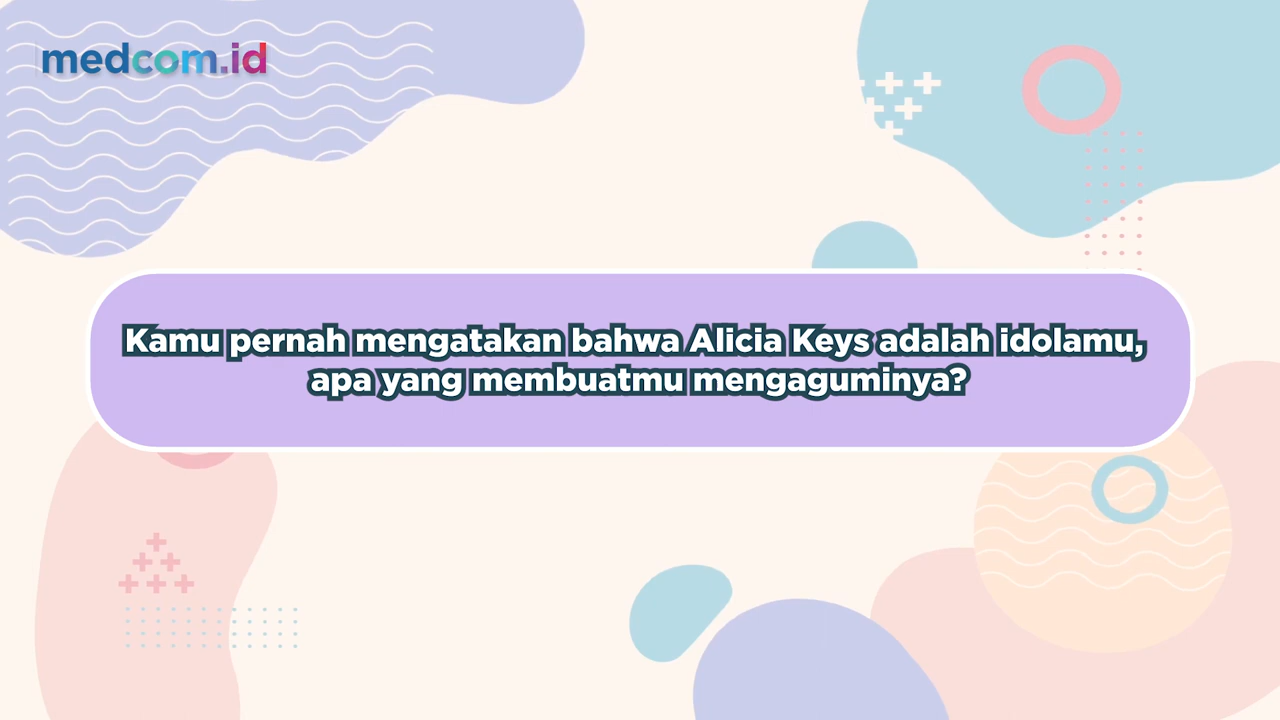 medcom.id
Kamu pernah mengatakan bahwa Alicia Keys adalah idolamu,
apa yang membuatmu mengaguminya?